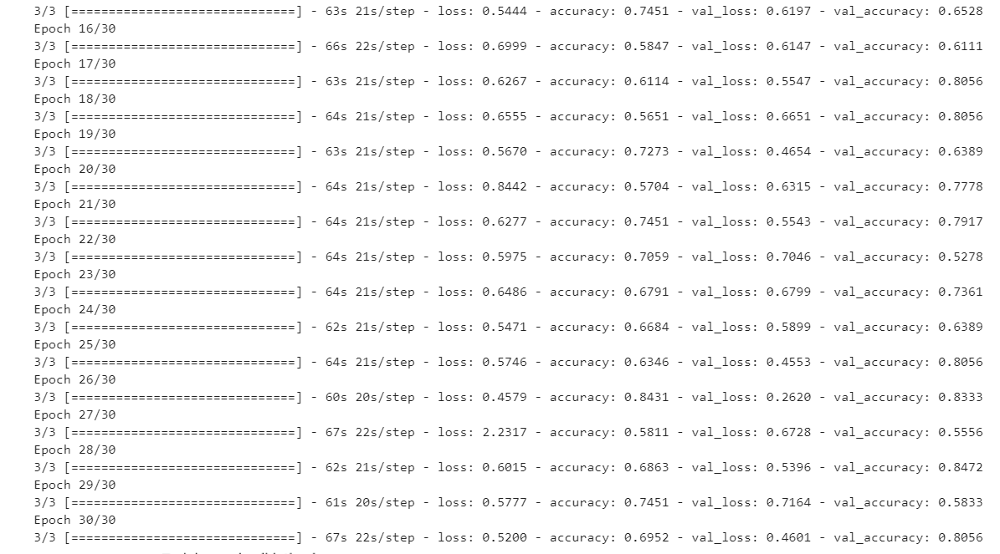 3/3 [==============================] - 63s 21s/step - loss: 0.5444 - accuracy: 0.7451 - val_loss: 0.6197 - val_accuracy: 0.6528
Epoch 16/30
3/3 [==============================] - 66s 22s/step - loss: 0.6999 - accuracy: 0.5847 - val_loss: 0.6147 - val_accuracy: 0.6111
Epoch 17/30
3/3 [==============================] - 63s 21s/step - loss: 0.6267 - accuracy: 0.6114 - val_loss: 0.5547 - val_accuracy: 0.8056
Epoch 18/30
3/3 [==============================] - 64s 21s/step - loss: 0.6555 - accuracy: 0.5651 - val_loss: 0.6651 - val_accuracy: 0.8056
Epoch 19/30
3/3 [==============================] - 63s 21s/step - loss: 0.5670 - accuracy: 0.7273 - val_loss: 0.4654 - val_accuracy: 0.6389
Epoch 20/30
3/3 [==============================] - 64s 21s/step - loss: 0.8442 - accuracy: 0.5704 - val_loss: 0.6315 - val_accuracy: 0.7778
Epoch 21/30
3/3 [==============================] - 64s 21s/step - loss: 0.6277 - accuracy: 0.7451 - val_loss: 0.5543 - val_accuracy: 0.7917
Epoch 22/30
3/3 [==============================] - 64s 21s/step - loss: 0.5975 - accuracy: 0.7059 - val_loss: 0.7046 - val_accuracy: 0.5278
Epoch 23/30
3/3 [==============================] - 64s 21s/step - loss: 0.6486 - accuracy: 0.6791 - val_loss: 0.6799 - val_accuracy: 0.7361
Epoch 24/30
3/3 [==============================] - 62s 21s/step - loss: 0.5471 - accuracy: 0.6684 - val_loss: 0.5899 - val_accuracy: 0.6389
Epoch 25/30
3/3 [==============================] - 64s 21s/step - loss: 0.5746 - accuracy: 0.6346 - val_loss: 0.4553 - val_accuracy: 0.8056
Epoch 26/30
3/3 [==============================] - 60s 20s/step - loss: 0.4579 - accuracy: 0.8431 - val_loss: 0.2620 - val_accuracy: 0.8333
Epoch 27/30
3/3 [==============================] - 67s 22s/step - loss: 2.2317 - accuracy: 0.5811 - val_loss: 0.6728 - val_accuracy: 0.5556
Epoch 28/30
3/3 [==============================] - 62s 21s/step - loss: 0.6015 - accuracy: 0.6863 - val_loss: 0.5396 - val_accuracy: 0.8472
Epoch 29/30
3/3 [==============================] - 61s 20s/step - loss: 0.5777 - accuracy: 0.7451 - val_loss: 0.7164 - val_accuracy: 0.5833
Epoch 30/30
3/3 [==============================] - 67s 22s/step - loss: 0.5200 - accuracy: 0.6952 - val_loss: 0.4601 - val_accuracy: 0.8056